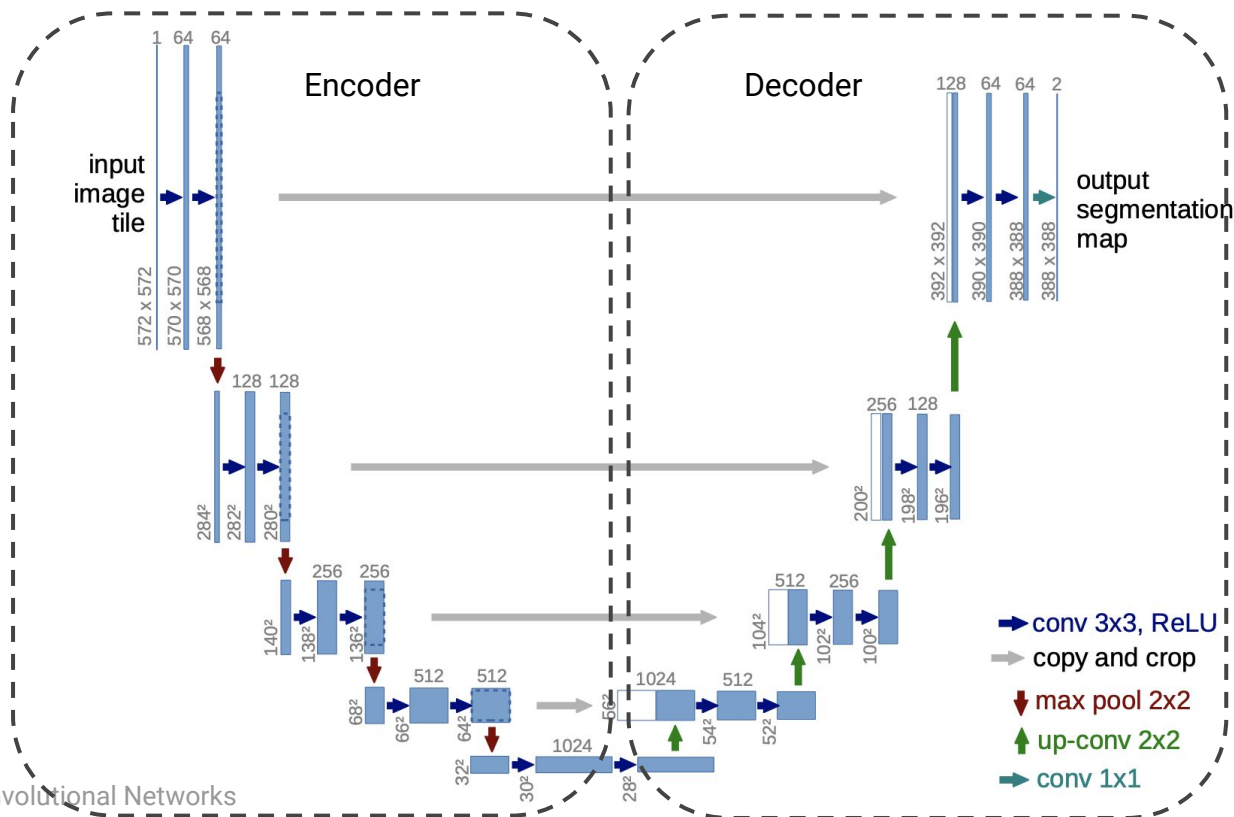 Encoder
Decoder
1 64 64
input
image
tile
572 x 572
570 x 570
568 x 568
128 64 64 2
output
segmentation
map
392 x 392
390 x 390
388 x 388
388 x 388
128 128
284²
282²
280²
256 128
200²
198²
196²
256 256
140²
138²
136²
512 256
104²
102²
100²
512 512
68²
66²
64²
1024 512
56²
54²
52²
1024
32²
30²
28²
conv 3x3, ReLU
copy and crop
max pool 2x2
up-conv 2x2
conv 1x1
nvolutional Networks